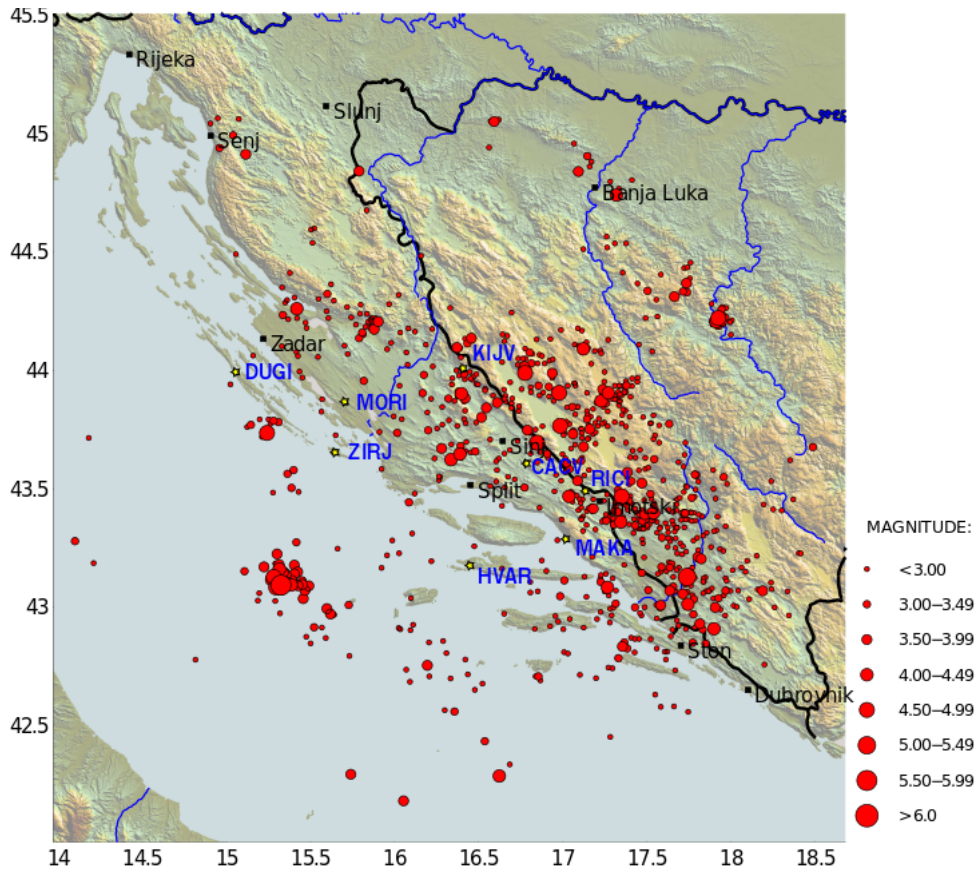 45.5
Rijeka
Slunj
45
Senj
Banja Luka
44.5
Zadar
KIJV
44
DUGI
MORI
ZIRJ
Sinj
CACV
RICI
43.5
Split
Imotski
MAKA
HVAR
43
Ston
Dubrovnik
42.5
14 14.5 15 15.5 16 16.5 17 17.5 18 18.5
MAGNITUDE:
<3.00
3.00−3.49
3.50−3.99
4.00−4.49
4.50−4.99
5.00−5.49
5.50−5.99
>6.0